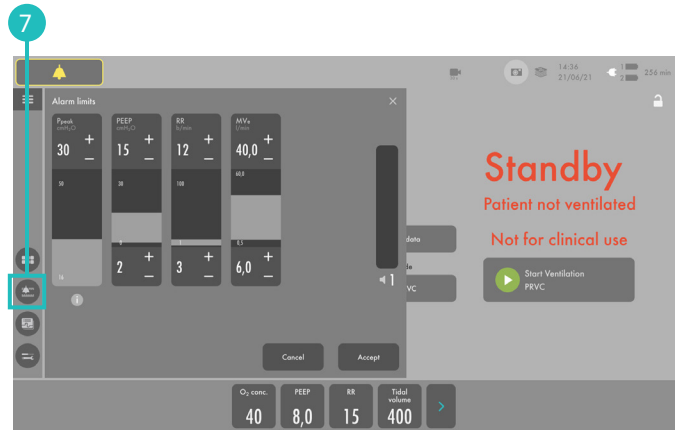 7
14:36
21/06/21
1
2
256 min
Alarm limits
Ppeak
cmH₂O
30
50
16
PEEP
cmH₂O
15
30
0
2
RR
b/min
12
100
1
3
MVe
l/min
40,0
60,0
0,5
6,0
1
Cancel
Accept
data
de
VC
Standby
Patient not ventilated
Not for clinical use
Start Ventilation
PRVC
O₂ conc.
40
PEEP
8,0
RR
15
Tidal
volume
400